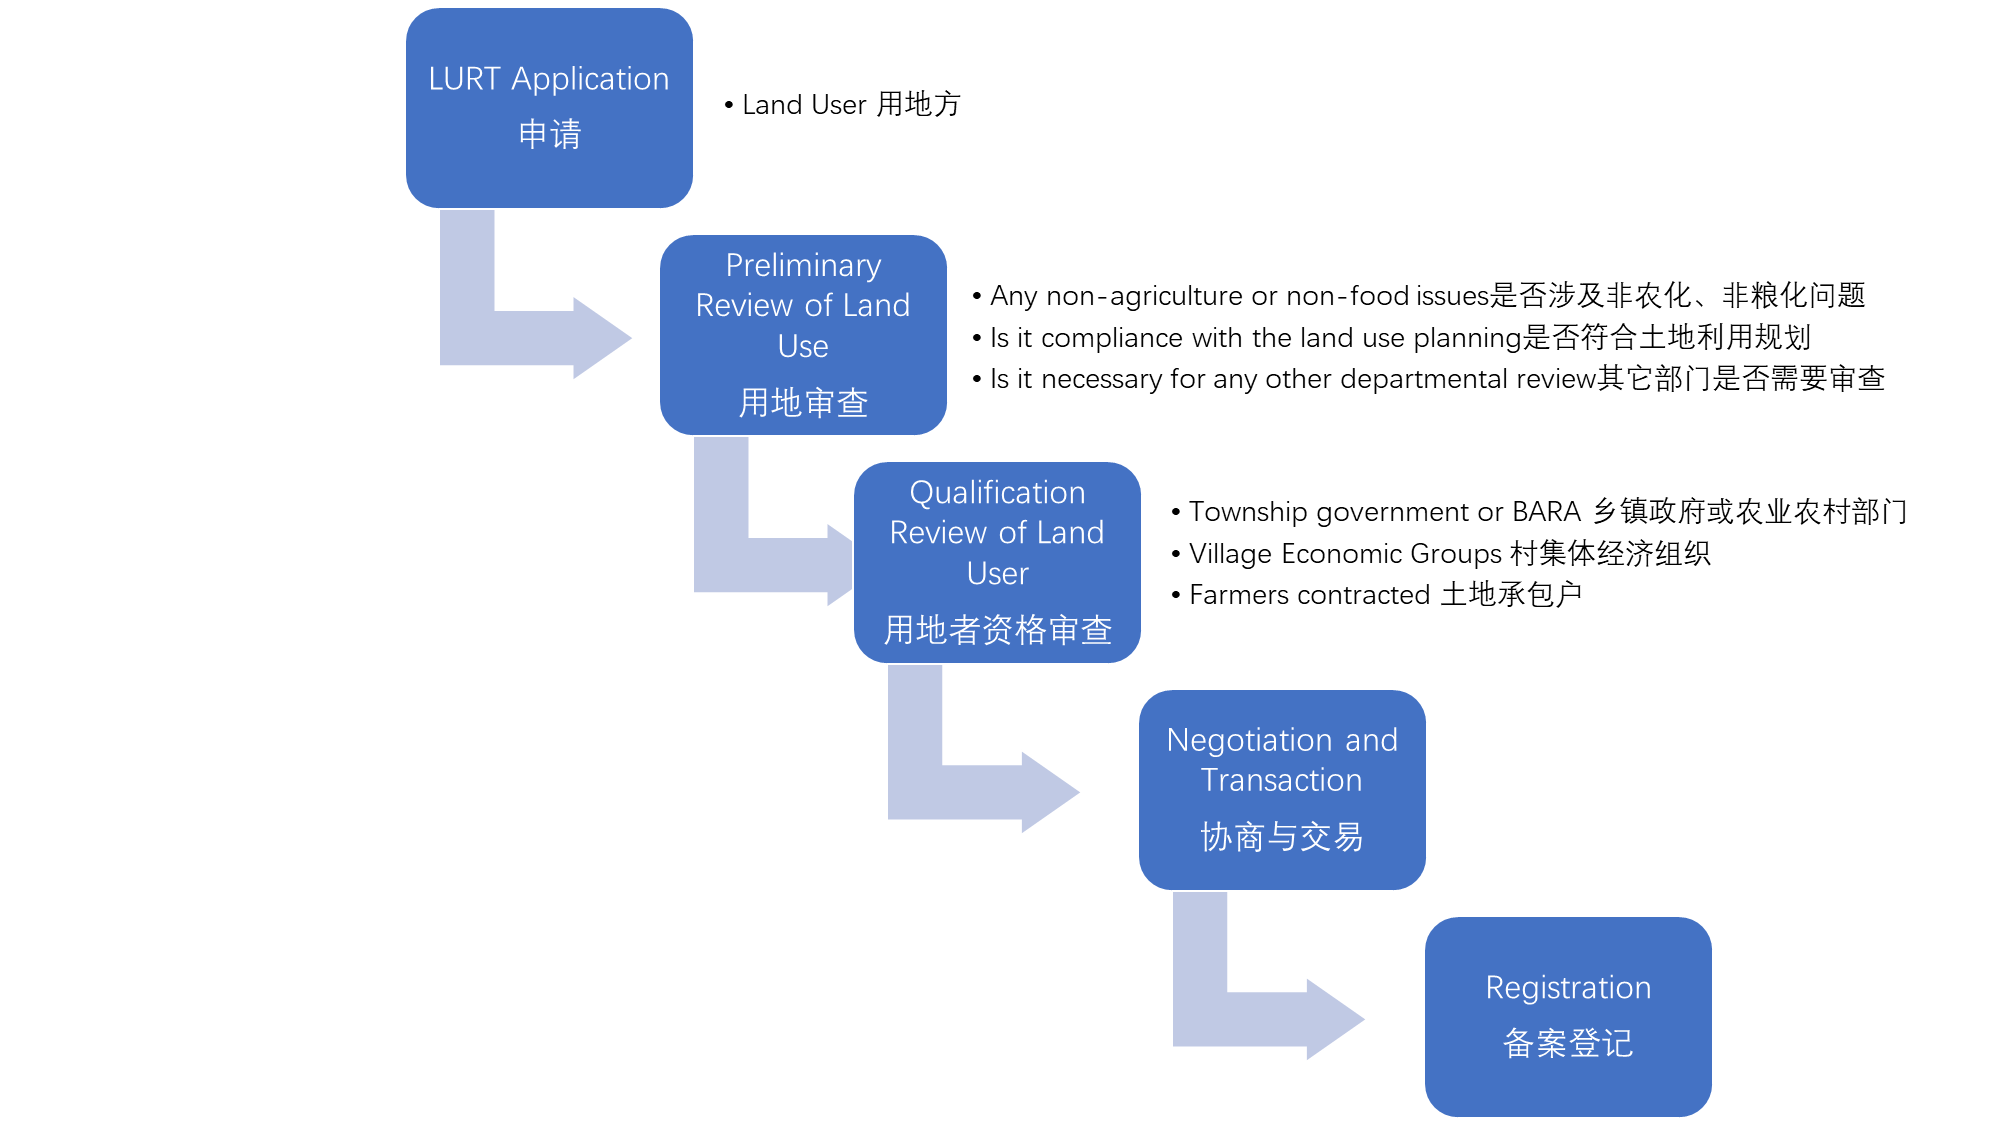 LURT Application
申请
• Land User 用地方
Preliminary
Review of Land
Use
用地审查
• Any non-agriculture or non-food issues是否涉及非农化、非粮化问题
• Is it compliance with the land use planning是否符合土地利用规划
• Is it necessary for any other departmental review其它部门是否需要审查
Qualification
Review of Land
User
用地者资格审查
• Township government or BARA 乡镇政府或农业农村部门
• Village Economic Groups 村集体经济组织
• Farmers contracted 土地承包户
Negotiation and
Transaction
协商与交易
Registration
备案登记